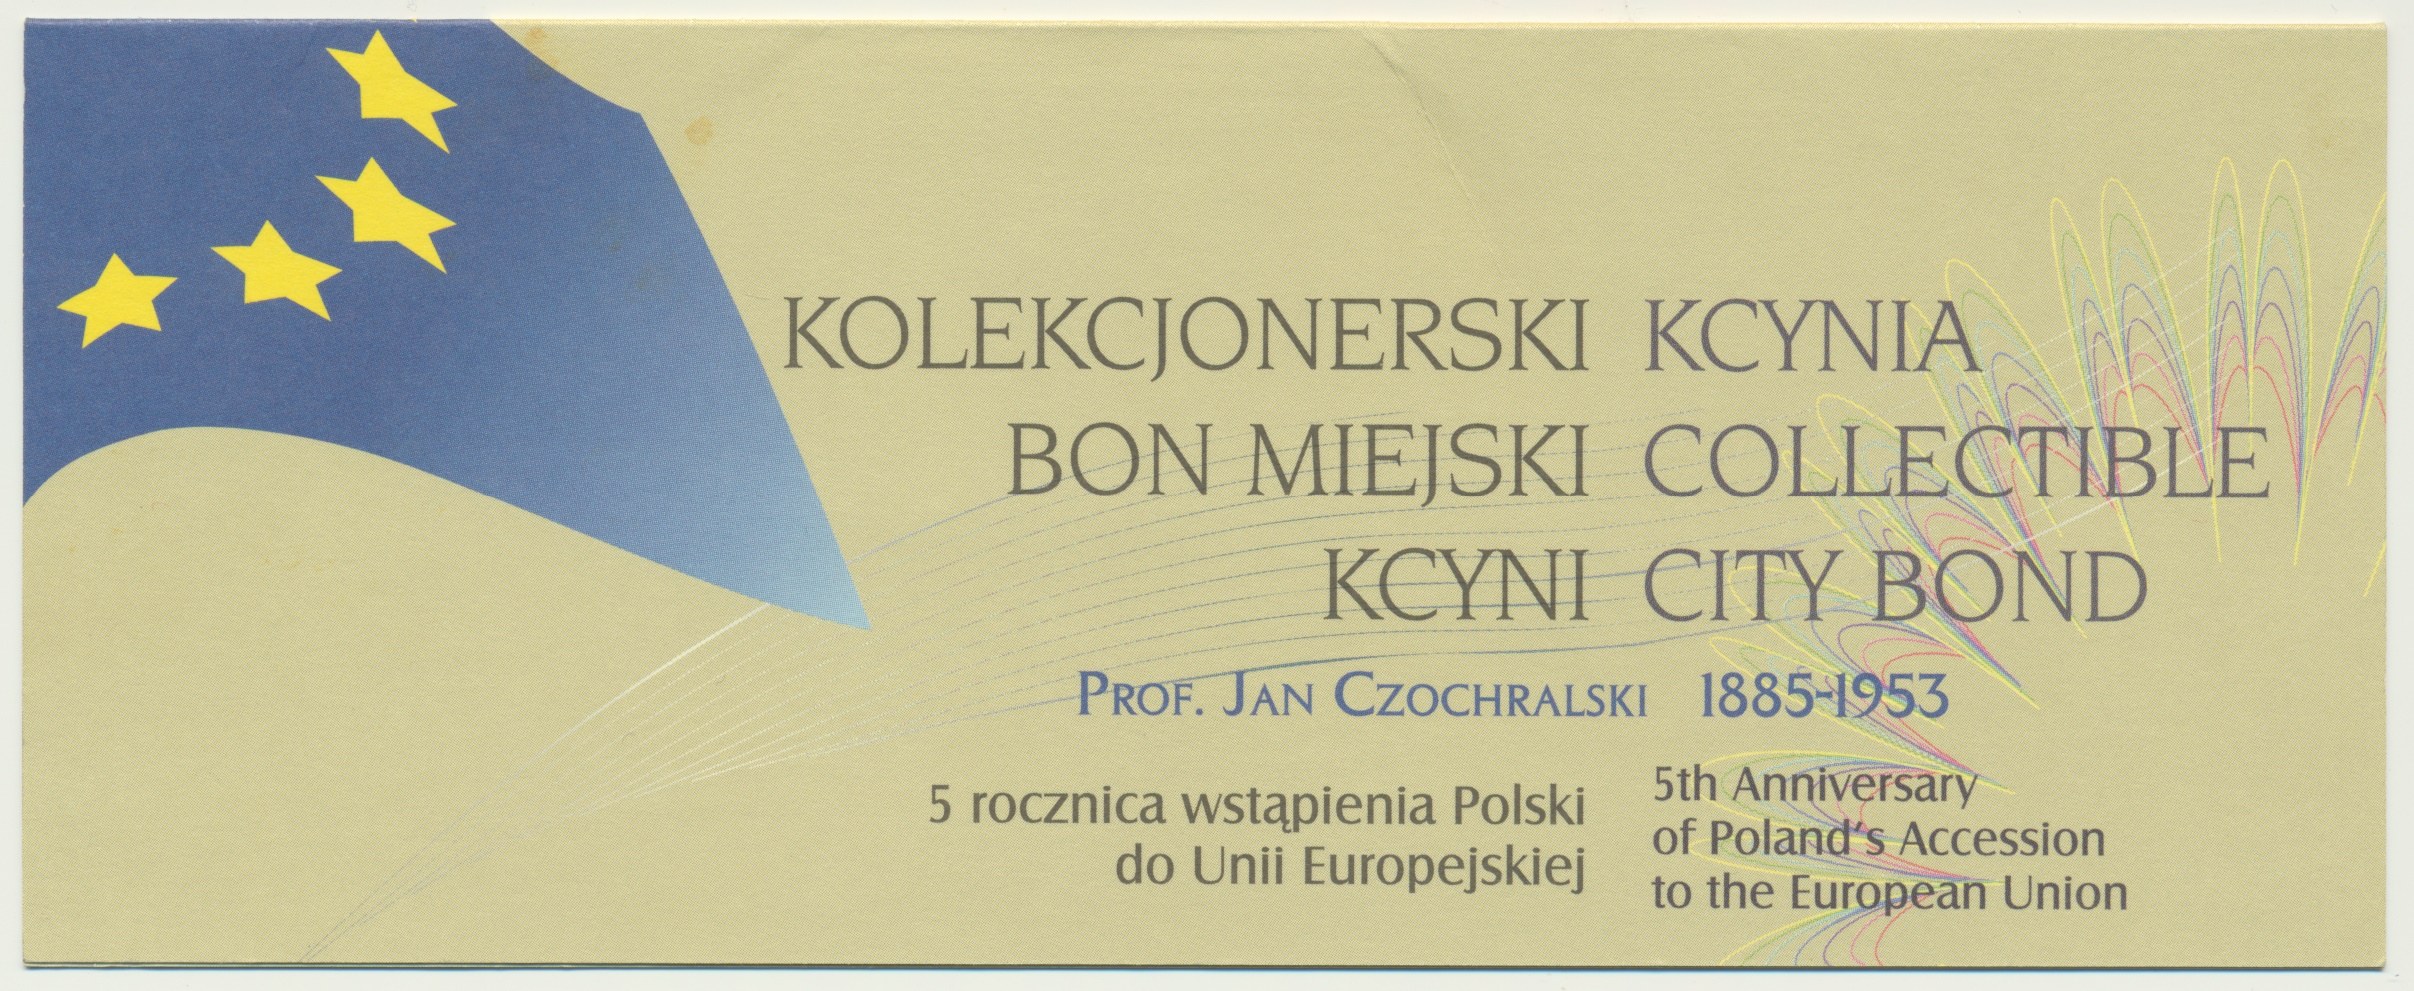 KOLEKCJONERSKI
BON MIEJSKI
KCYNI
KCYNIA
COLLECTIBLE
CITY BOND
PROF. JAN CZOCHRALSKI 1885-1953
5 rocznica wstąpienia Polski
do Unii Europejskiej
5th Anniversary
of Poland's Accession
to the European Union